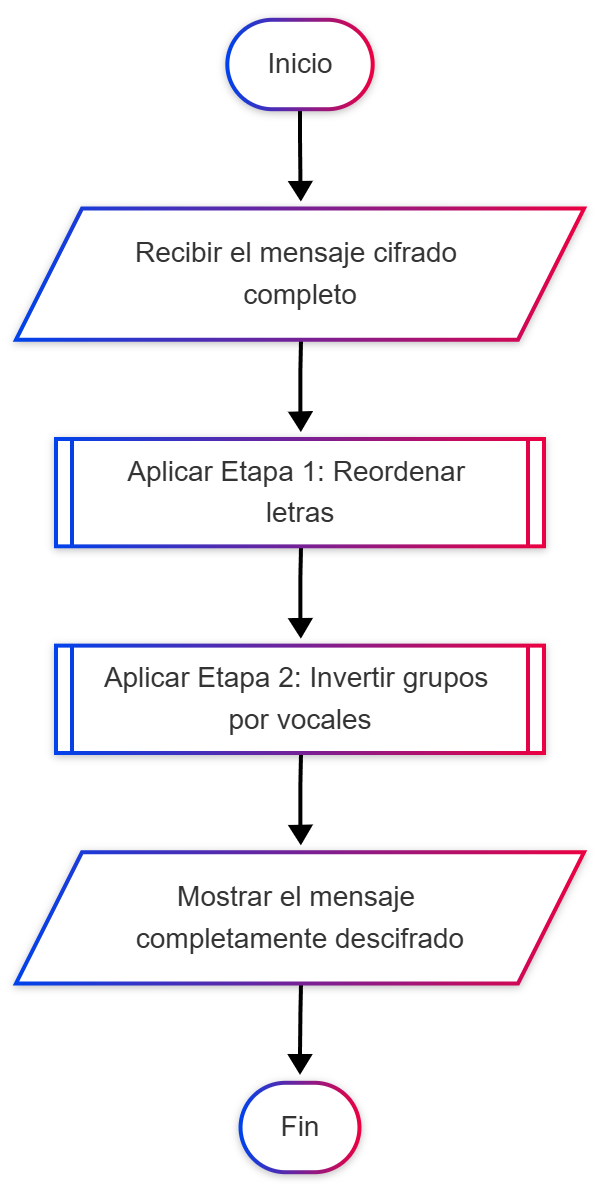 Inicio
Recibir el mensaje cifrado
completo
Aplicar Etapa 1: Reordenar
letras
Aplicar Etapa 2: Invertir grupos
por vocales
Mostrar el mensaje
completamente descifrado
Fin